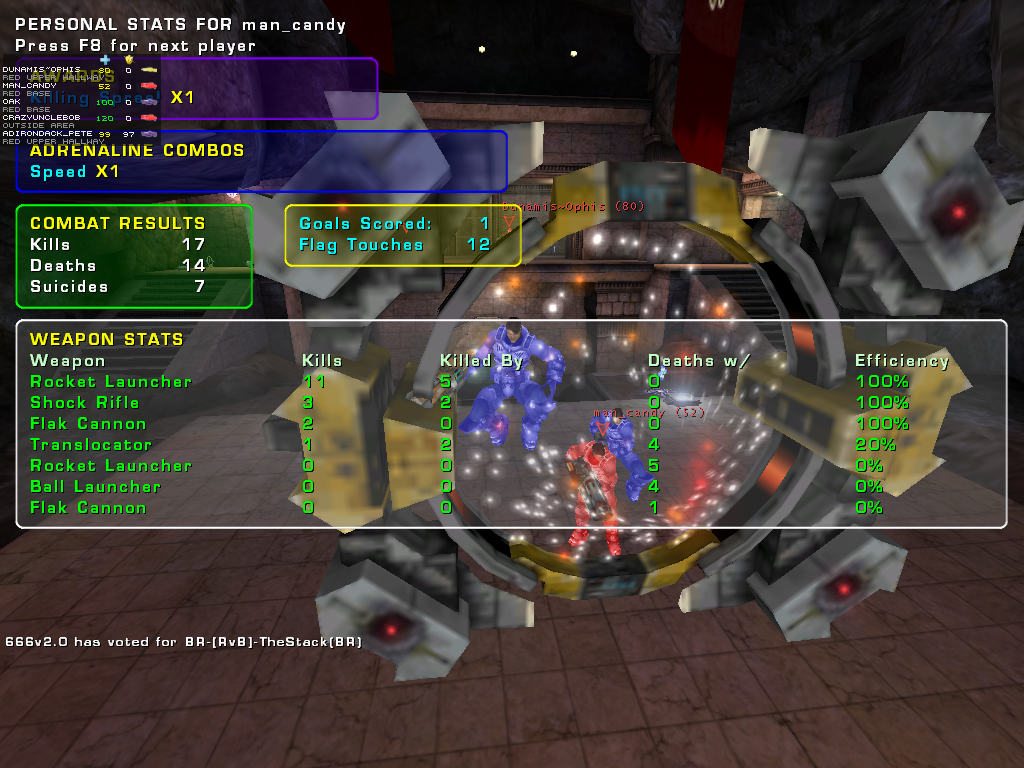 PERSONAL STATS FOR man_candy
Press F8 for next player
DUNAMIS~OPHIS 80 0
RED UPPER HALLWAY
MAN_CANDY 52 0
RED BASE
OAK 100 0
RED BASE
CRAZYUNCLEBOB 120 0
OUTSIDE AREA
ADIRONDACK_PETE 99 97
RED UPPER HALLWAY
AWARDS
Killing Spree! X1
ADRENALINE COMBOS
Speed X1
COMBAT RESULTS
Kills 17
Deaths 14
Suicides 7
Goals Scored: 1
Flag Touches 12
Dunamis~Ophis (80)
WEAPON STATS
Weapon Kills Killed By Deaths w/ Efficiency
Rocket Launcher 11 5 0 100%
Shock Rifle 3 2 0 100%
Flak Cannon 2 0 0 100%
man_candy (52)
Translocator 1 2 4 20%
Rocket Launcher 0 0 5 0%
Ball Launcher 0 0 4 0%
Flak Cannon 0 0 1 0%
666v2.0 has voted for BR-[RvB]-TheStack(BR)